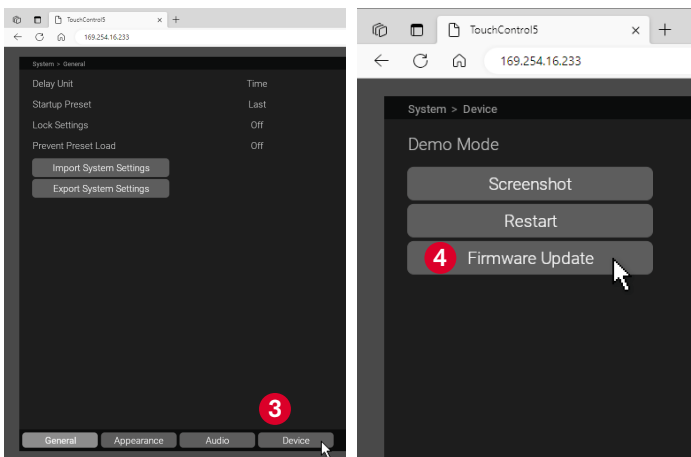 TouchControl5
169.254.16.233
System > General
Delay Unit Time
Startup Preset Last
Lock Settings Off
Prevent Preset Load Off
Import System Settings
Export System Settings
3
General Appearance Audio Device
TouchControl5
169.254.16.233
System > Device
Demo Mode
Screenshot
Restart
4 Firmware Update